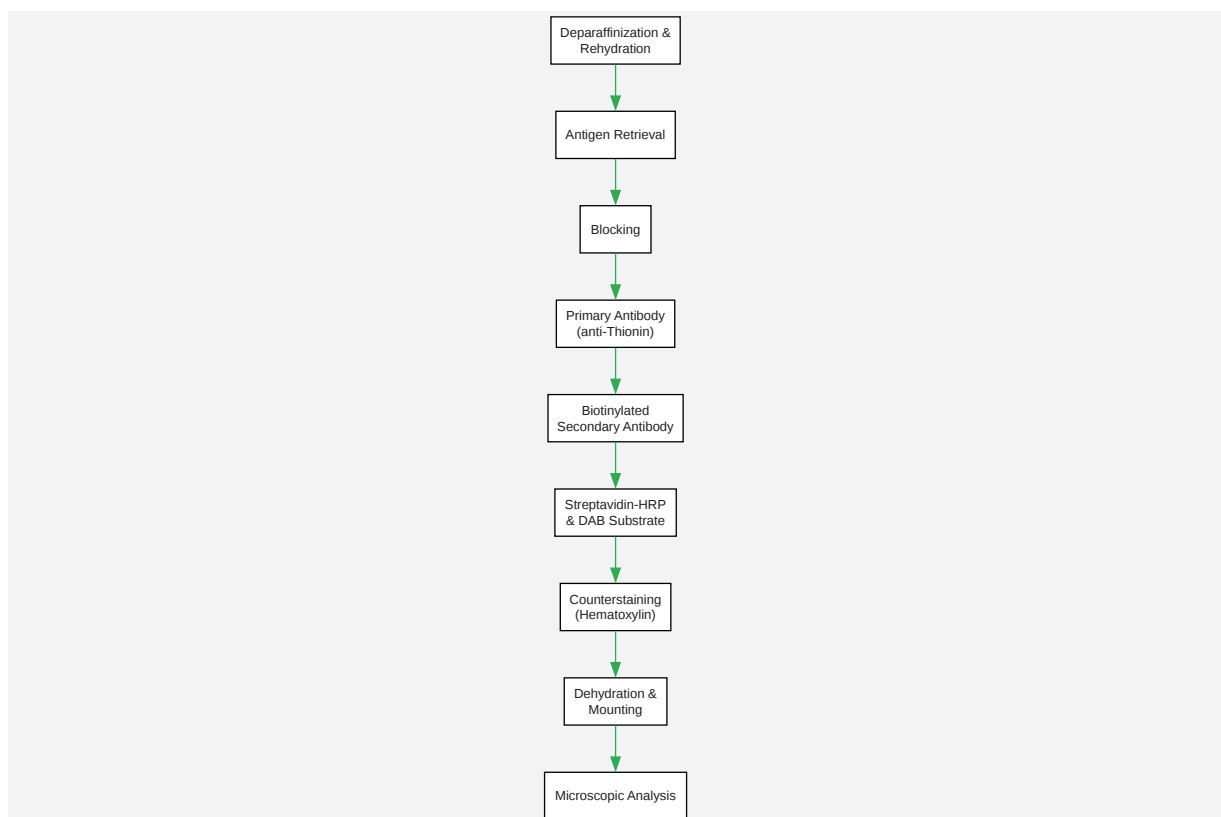 Deparaffinization &
Rehydration
Antigen Retrieval
Blocking
Primary Antibody
(anti-Thionin)
Biotinylated
Secondary Antibody
Streptavidin-HRP
& DAB Substrate
Counterstaining
(Hematoxylin)
Dehydration &
Mounting
Microscopic Analysis